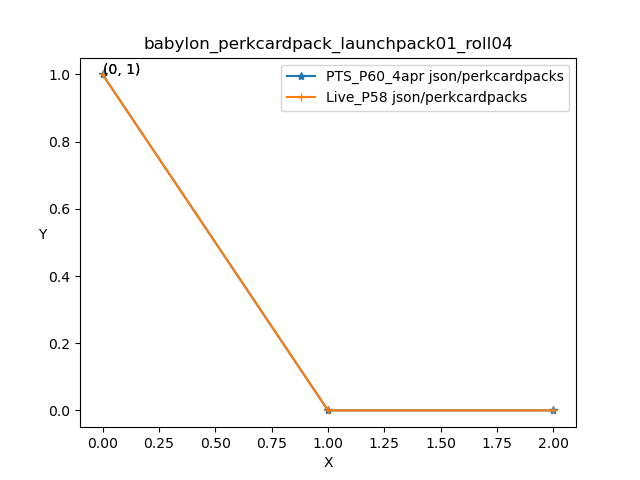 babylon_perkcardpack_launchpack01_roll04
(0, 1)
PTS_P60_4apr json/perkcardpacks
Live_P58 json/perkcardpacks
1.0
0.8
0.6
Y
0.4
0.2
0.0
0.00 0.25 0.50 0.75 1.00 1.25 1.50 1.75 2.00
X